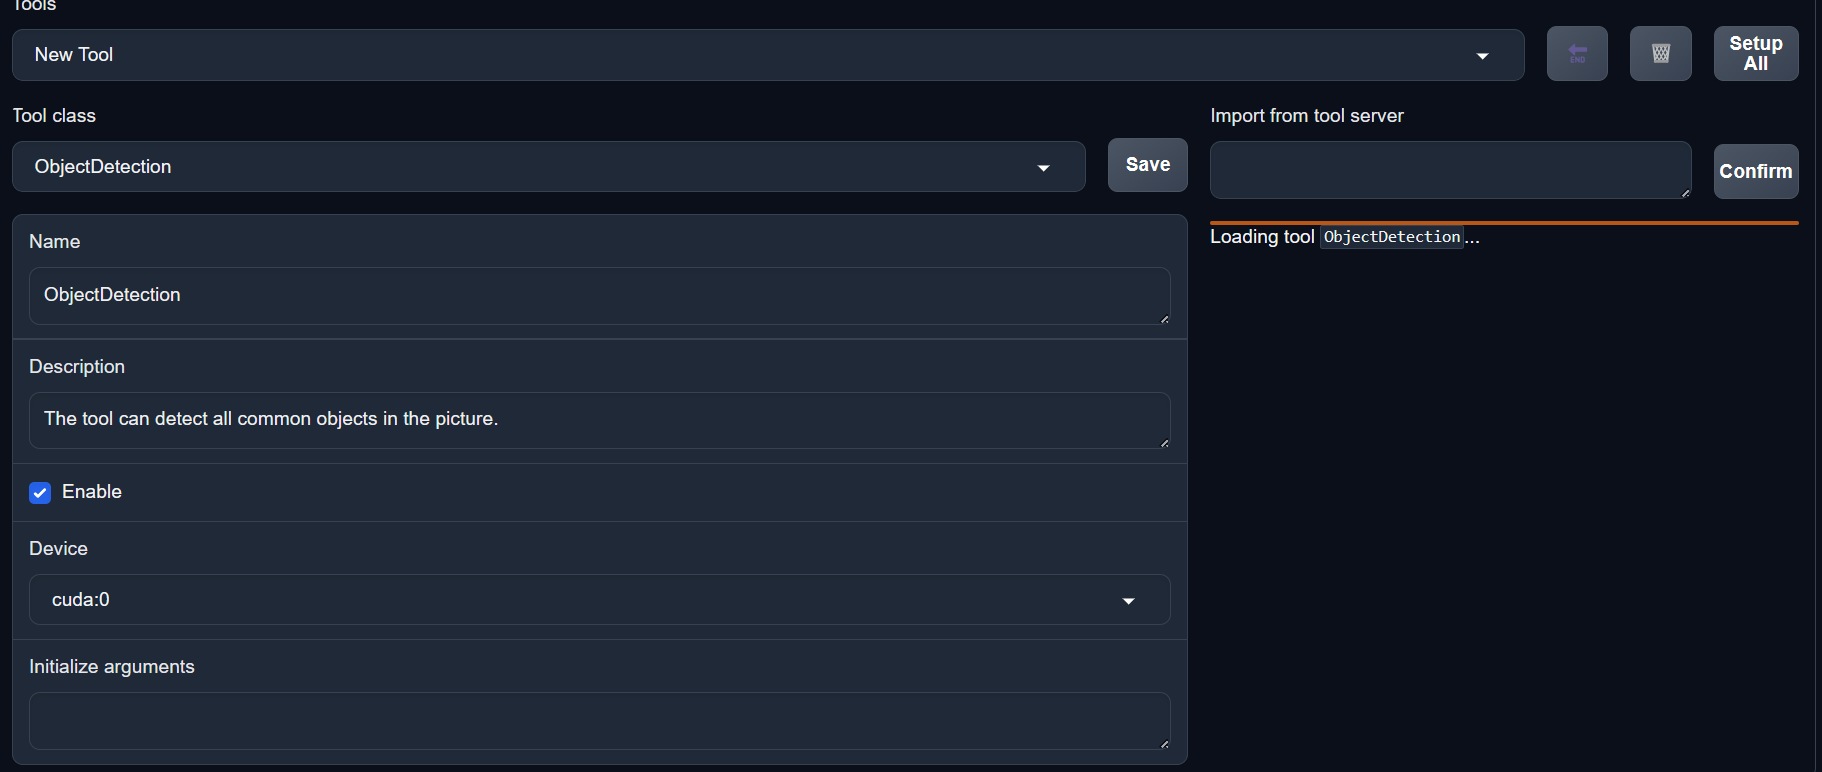 Tools
New Tool
END
Setup
All
Tool class
ObjectDetection
Save
Import from tool server
Confirm
Loading tool ObjectDetection...
Name
ObjectDetection
Description
The tool can detect all common objects in the picture.
Enable
Device
cuda:0
Initialize arguments